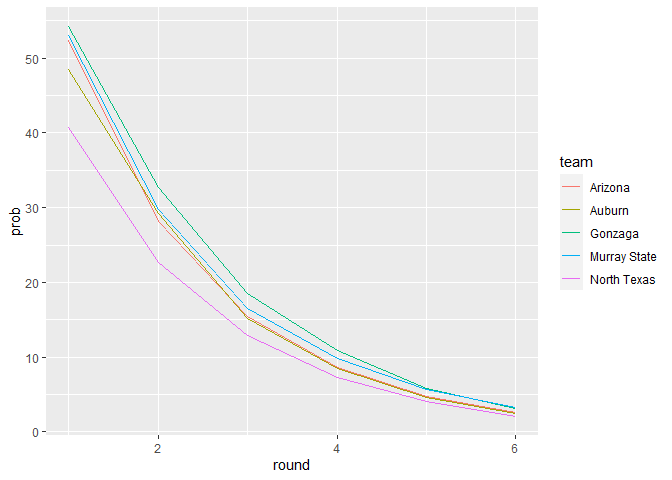 50
40
30
20
10
0
prob
2
4
6
round
team
Arizona
Auburn
Gonzaga
Murray State
North Texas